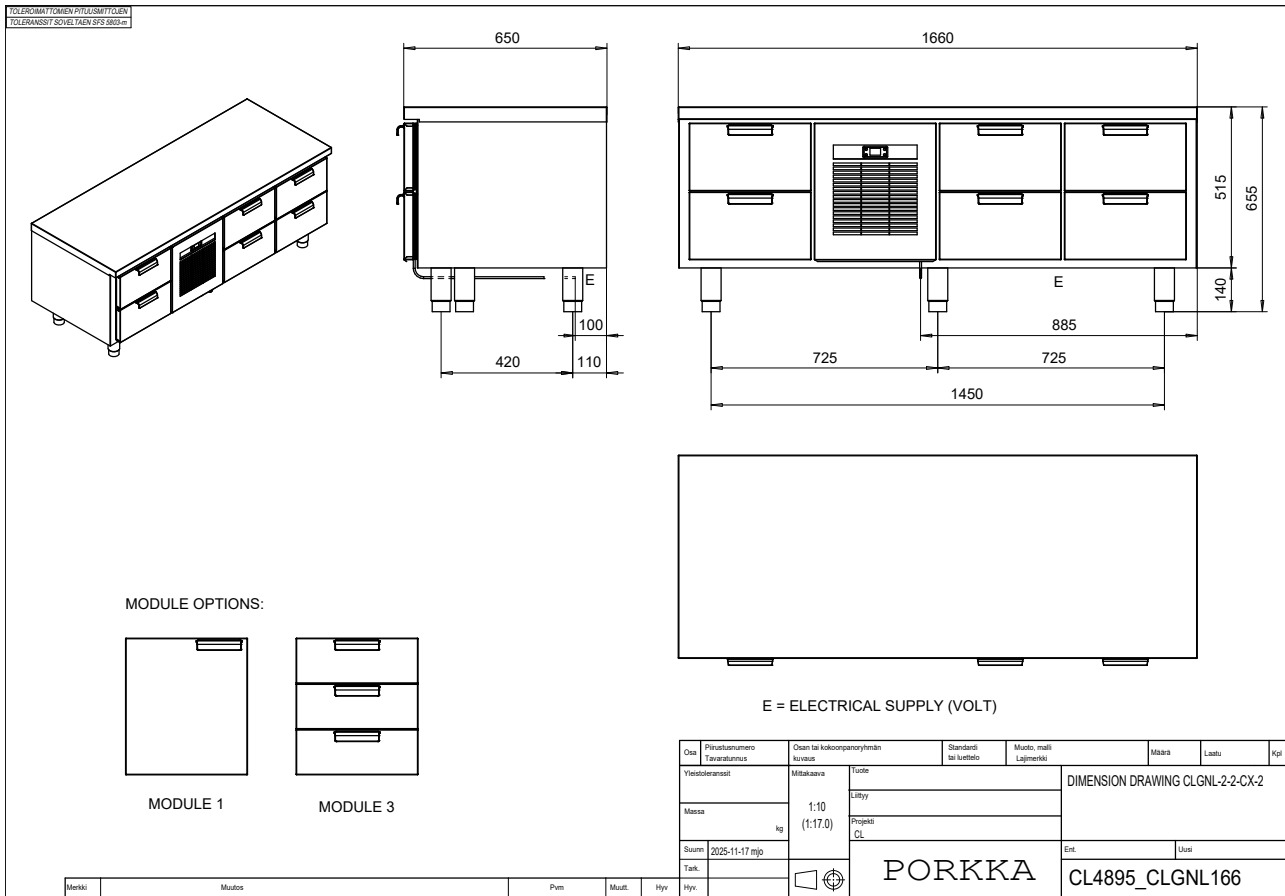 TOLEROIMATTOMIEN PITUUSMITTOJEN
TOLERANSSIT SOVELTAEN SFS 5803-m
650
1660
515
655
140
E
E
100
885
420
110
725
725
1450
MODULE OPTIONS:
MODULE 1
MODULE 3
E = ELECTRICAL SUPPLY (VOLT)
Osa
Piirustusnumero
Tavaratunnus
Osan tai kokoonpanoryhmän
kuvaus
Standardi
tai luettelo
Muoto, malli
Lajimerkki
Määrä
Laatu
Kpl
Yleistoleranssit
Mittakaava
1:10
(1:17.0)
Tuote
Liittyy
Projekti
CL
DIMENSION DRAWING CLGNL-2-2-CX-2
Massa
kg
Suunn
2025-11-17 mjo
Tark.
Hyv.
PORKKA
Ent.
Uusi
CL4895_CLGNL166
Merkki
Muutos
Pvm
Muutt.
Hyv